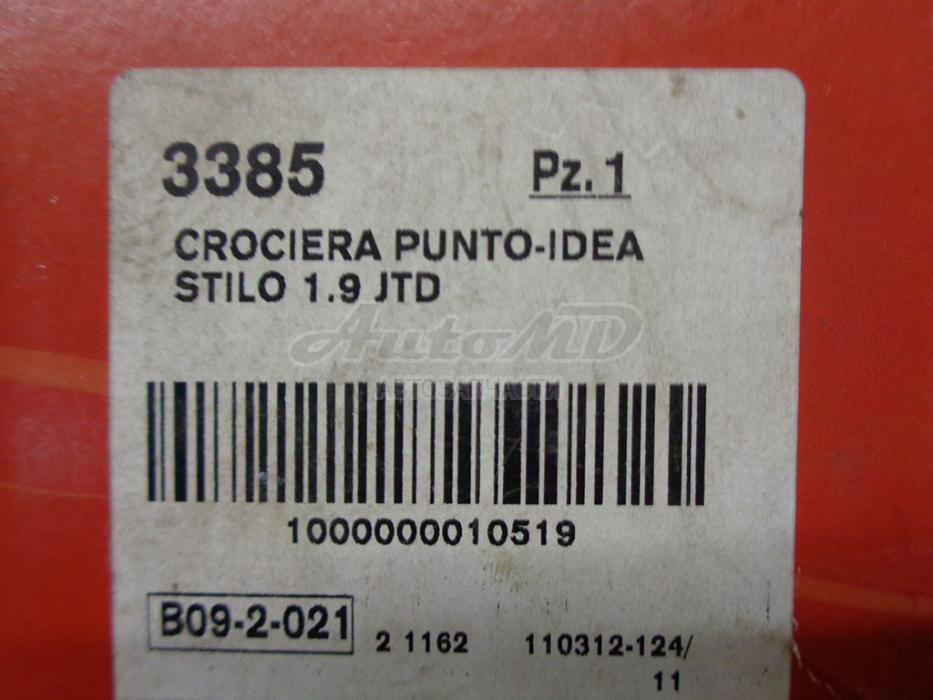 3385 Pz. 1
CROCIERA PUNTO-IDEA
STILO 1.9 JTD
AutoMD
АВТОЗАПЧАСТИ
1000000010519
B09-2-021 2 1162 110312-124/
11